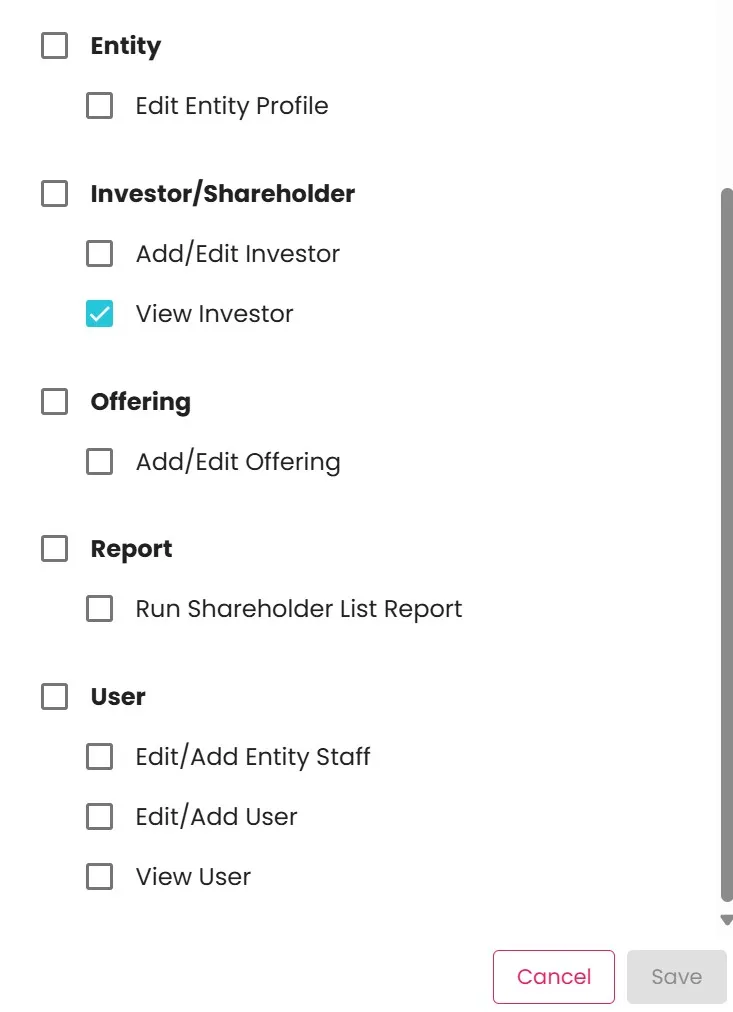 Entity
Edit Entity Profile
Investor/Shareholder
Add/Edit Investor
View Investor
Offering
Add/Edit Offering
Report
Run Shareholder List Report
User
Edit/Add Entity Staff
Edit/Add User
View User
Cancel Save